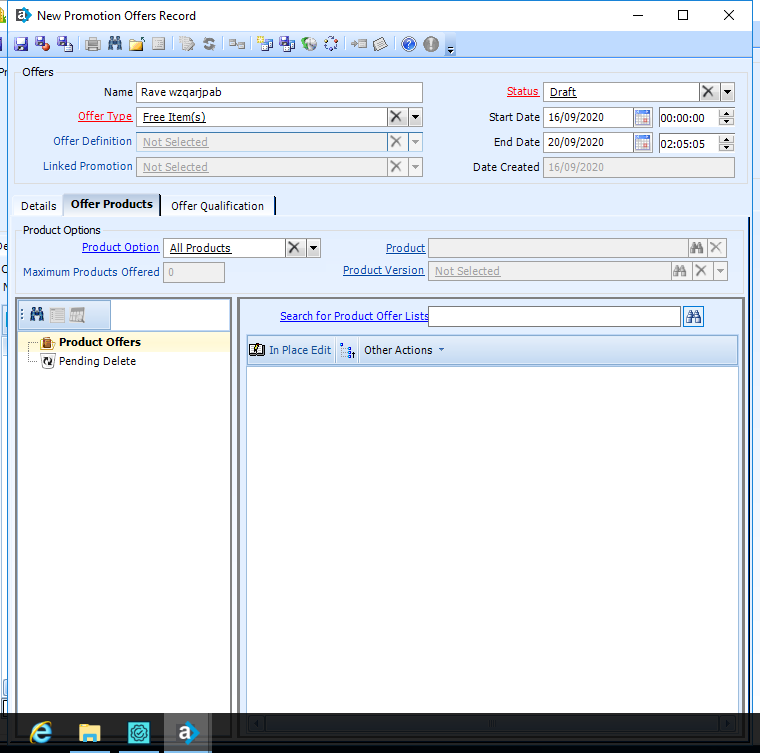 New Promotion Offers Record
Offers
Name Rave wzqarjpab Status Draft
Offer Type Free Item(s) Start Date 16/09/2020 00:00:00
Offer Definition Not Selected End Date 20/09/2020 02:05:05
Linked Promotion Not Selected Date Created 16/09/2020
Details Offer Products Offer Qualification
Product Options
Product Option All Products Product
Maximum Products Offered 0 Product Version Not Selected
Search for Product Offer Lists
Product Offers In Place Edit Other Actions
Pending Delete